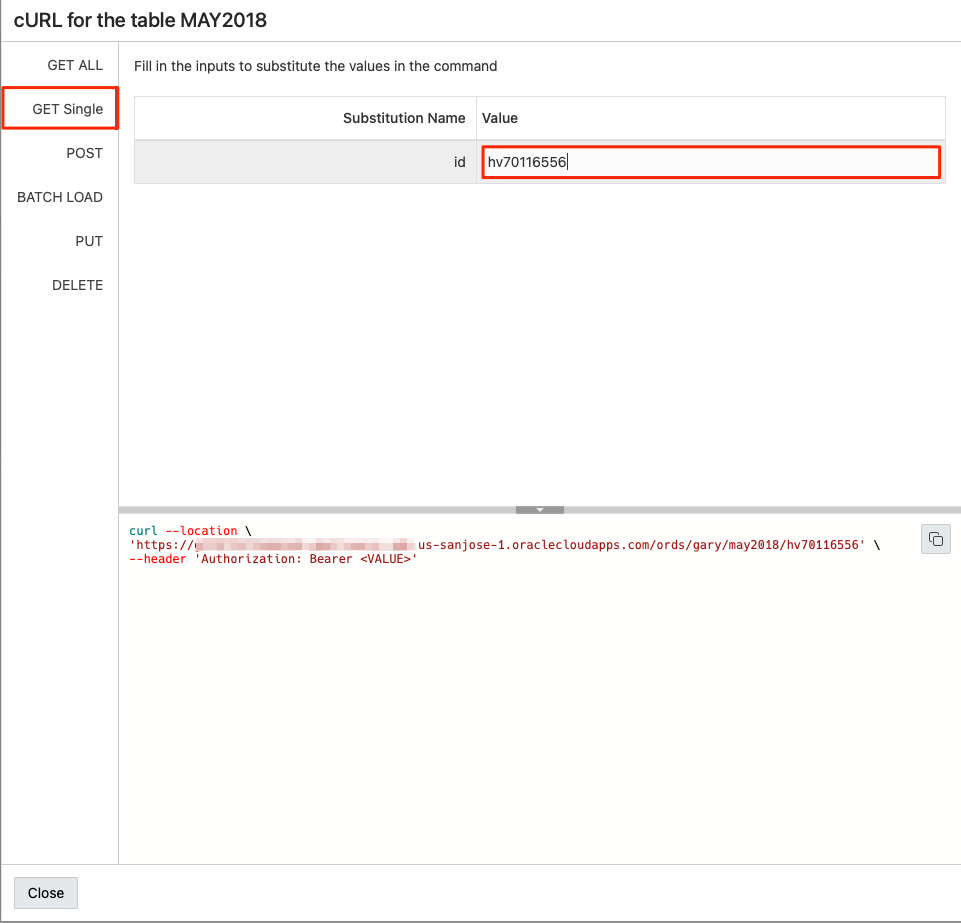 cURL for the table MAY2018
GET ALL
GET Single
POST
BATCH LOAD
PUT
DELETE
Fill in the inputs to substitute the values in the command
Substitution Name Value
id hv70116556
curl --location \
'https:// us-sanjose-1.oraclecloudapps.com/ords/gary/may2018/hv70116556' \
--header 'Authorization: Bearer <VALUE>'
Close